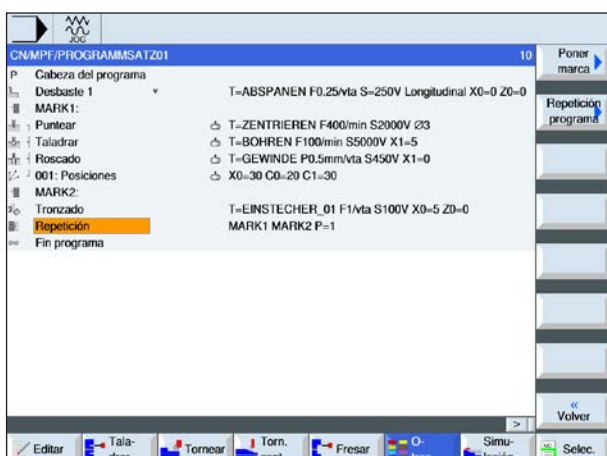 JOG
CN/MPF/PROGRAMMSATZ01 10
P Cabeza del programa
Desbaste 1 T=ABSPANEN F0.25/vta S=250V Longitudinal X0=0 Z0=0
MARK1:
Puntear T=ZENTRIEREN F400/min S2000V Ø3
Taladrar T=BOHREN F100/min S5000V X1=5
Roscado T=GEWINDE P0.5mm/vta S450V X1=0
001: Posiciones X0=30 C0=20 C1=30
MARK2:
Tronzado T=EINSTECHER_01 F1/vta S100V X0=5 Z0=0
Repetición MARK1 MARK2 P=1
Fin programa
Poner
marca
Repetición
programa
«
Volver
>
Editar
Tala-
Tornear
Torn.
Fresar
O-
Simu-
Selec.